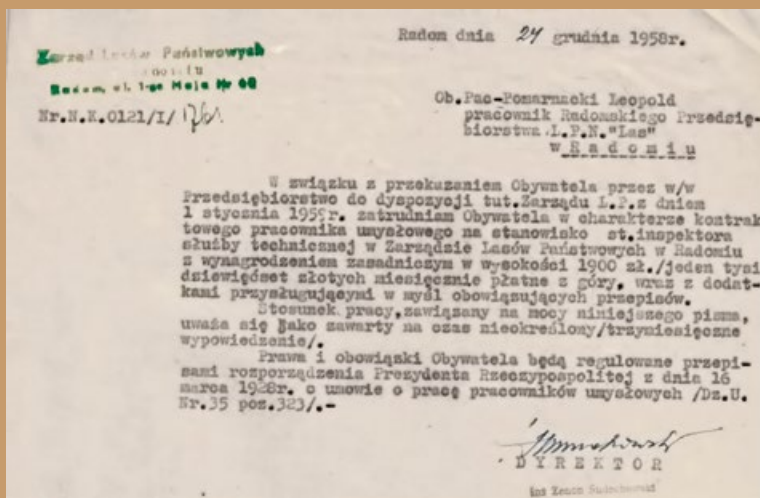 Radom dnia 24 grudnia 1958r.
Zarząd Lasów Państwowych
Radom, ul. 1-go Maja Nr 60
Nr.N.K.0121/I/
Ob.Pac-Pomarnacki Leopold
pracownik Radomskiego Przedsię-
biorstwa L.P.N."Las"
w Radomiu
W związku z przekazaniem Obywatela przez w/w
Przedsiębiorstwo do dyspozycji tut.Zarządu L.P.z dniem
1 stycznia 1959r. zatrudniam Obywatela w charakterze kontrak
towego pracownika umysłowego na stanowisko st.inspektora
służby technicznej w Zarządzie Lasów Państwowych w Radomiu
z wynagrodzeniem zasadniczym w wysokości 1900 zł./jeden tysi
dziewięćset złotych miesięcznie płatne z góry, wraz z dodat-
kami przysługującymi w myśl obowiązujących przepisów.
Stosunek pracy,zawiązany na mocy niniejszego pisma,
uważa się jako zawarty na czas nieokreślony/trzymiesięczne
wypowiedzenie/.
Prawa i obowiązki Obywatela będą regulowane przepi-
sami rozporządzenia Prezydenta Rzeczypospolitej z dnia 16
marca 1928r. o umowie o pracę pracowników umysłowych /Dz.U.
Nr.35 poz.323/.-
DYREKTOR
inż Zenon